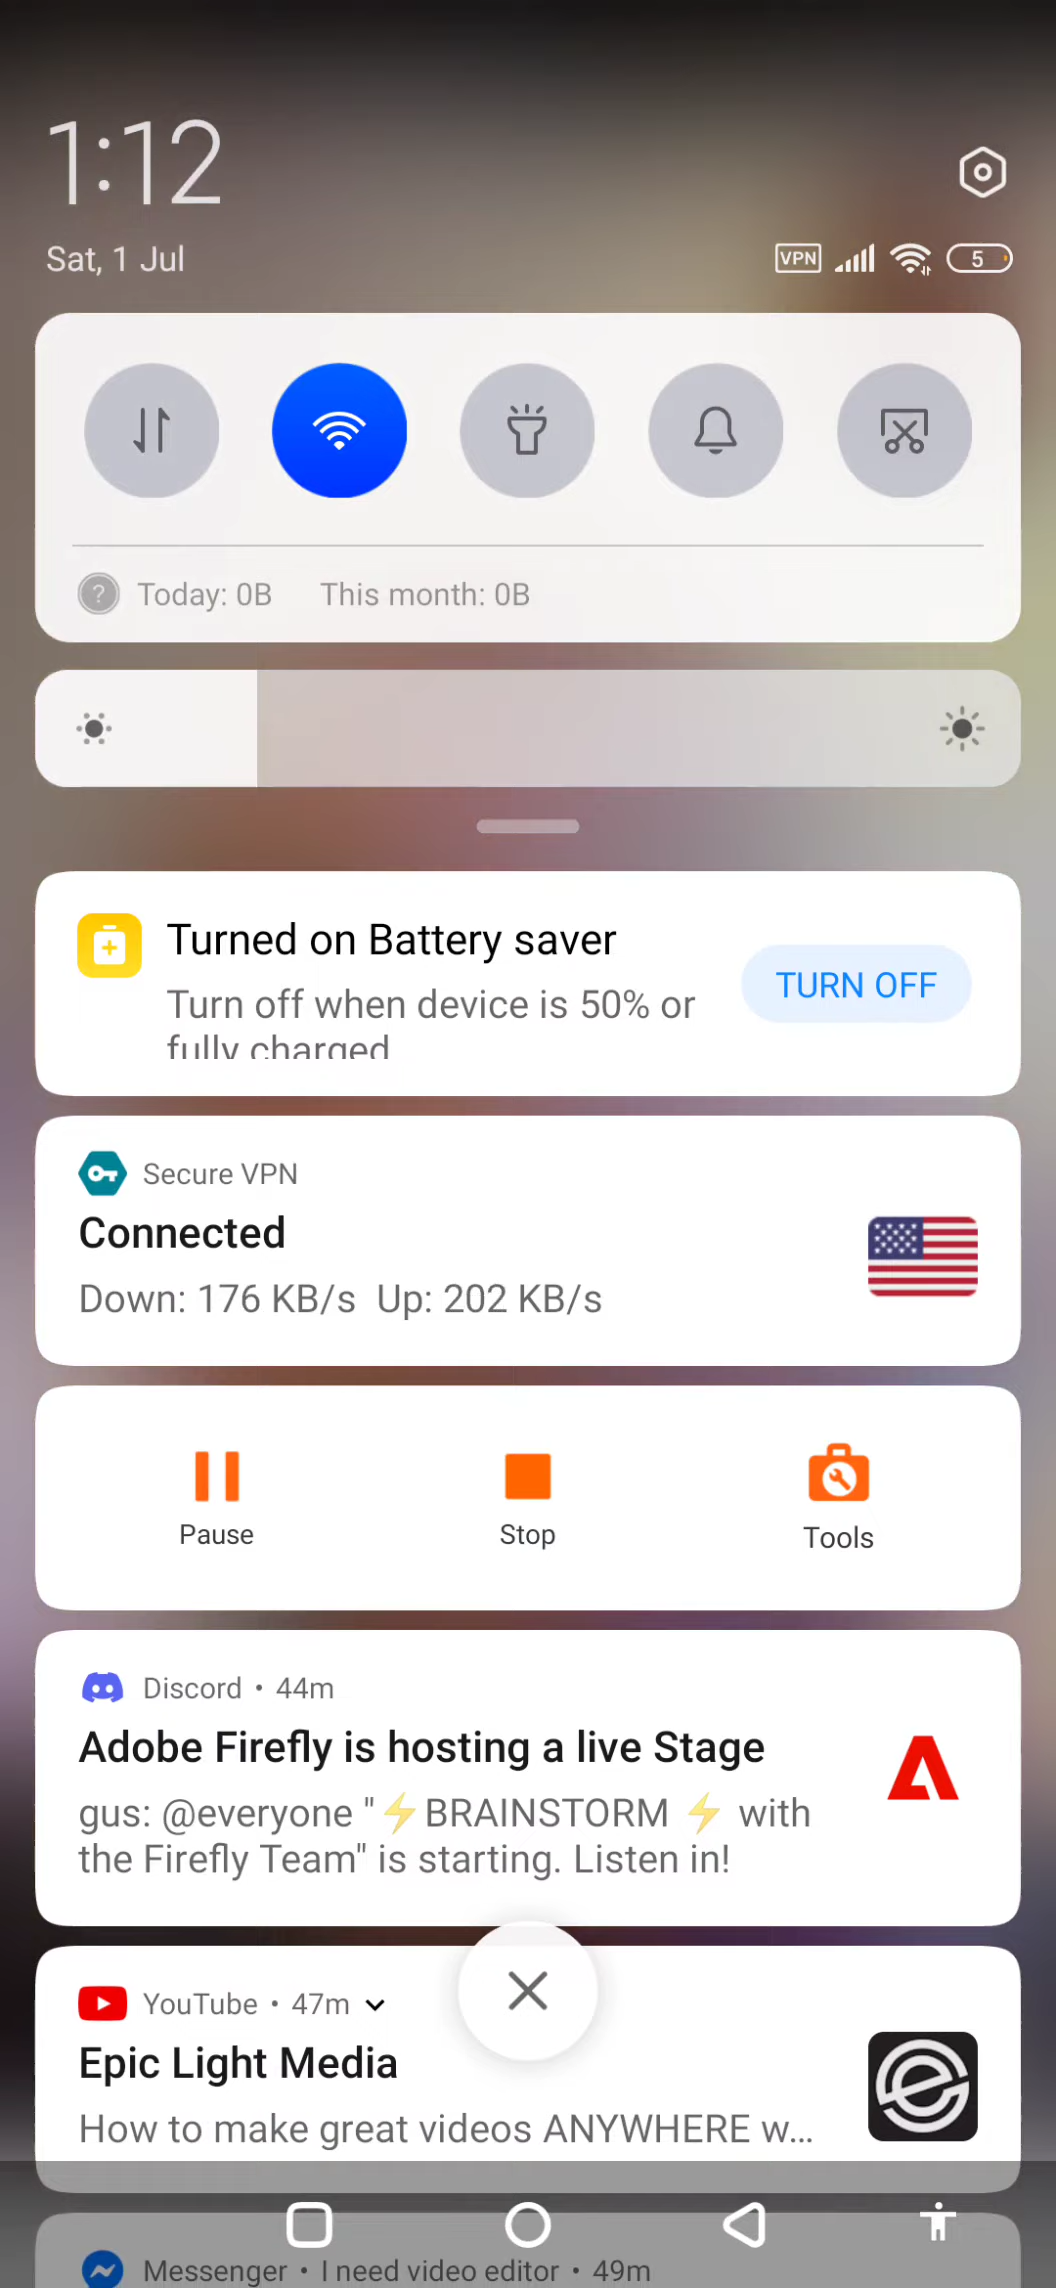 1:12
Sat, 1 Jul
VPN
5
? Today: 0B This month: 0B
Turned on Battery saver
Turn off when device is 50% or
fully charged
TURN OFF
Secure VPN
Connected
Down: 176 KB/s Up: 202 KB/s
Pause
Stop
Tools
Discord • 44m
Adobe Firefly is hosting a live Stage
gus: @everyone "⚡BRAINSTORM ⚡ with
the Firefly Team" is starting. Listen in!
YouTube • 47m
Epic Light Media
How to make great videos ANYWHERE w...
Messenger • I need video editor • 49m